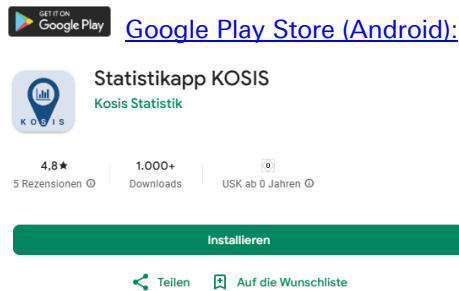 GET IT ON
Google Play
Google Play Store (Android):
Statistikapp KOSIS
Kosis Statistik
KOSIS
4,8★ 1.000+ 0
5 Rezensionen Downloads USK ab 0 Jahren
Installieren
Teilen Auf die Wunschliste